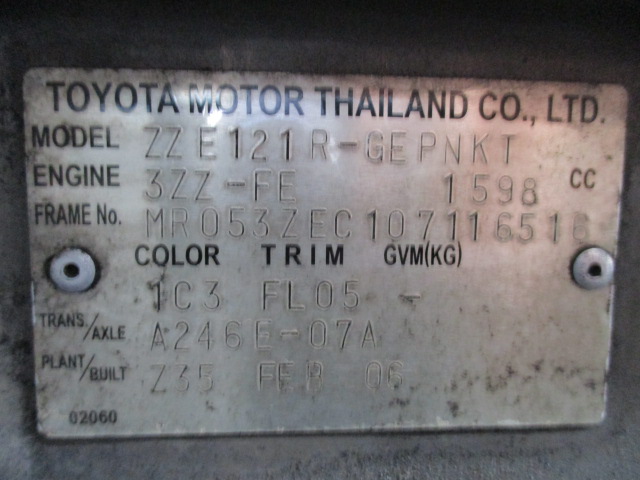 TOYOTA MOTOR THAILAND CO., LTD.
MODEL ZZE121R-GEPNKT
ENGINE 3ZZ-FE 1598 CC
FRAME No. MR053ZEC107116516
COLOR TRIM GVM(KG)
1C3 FL05 -
TRANS./AXLE A246E-07A
PLANT/BUILT Z35 FEB 06
02060